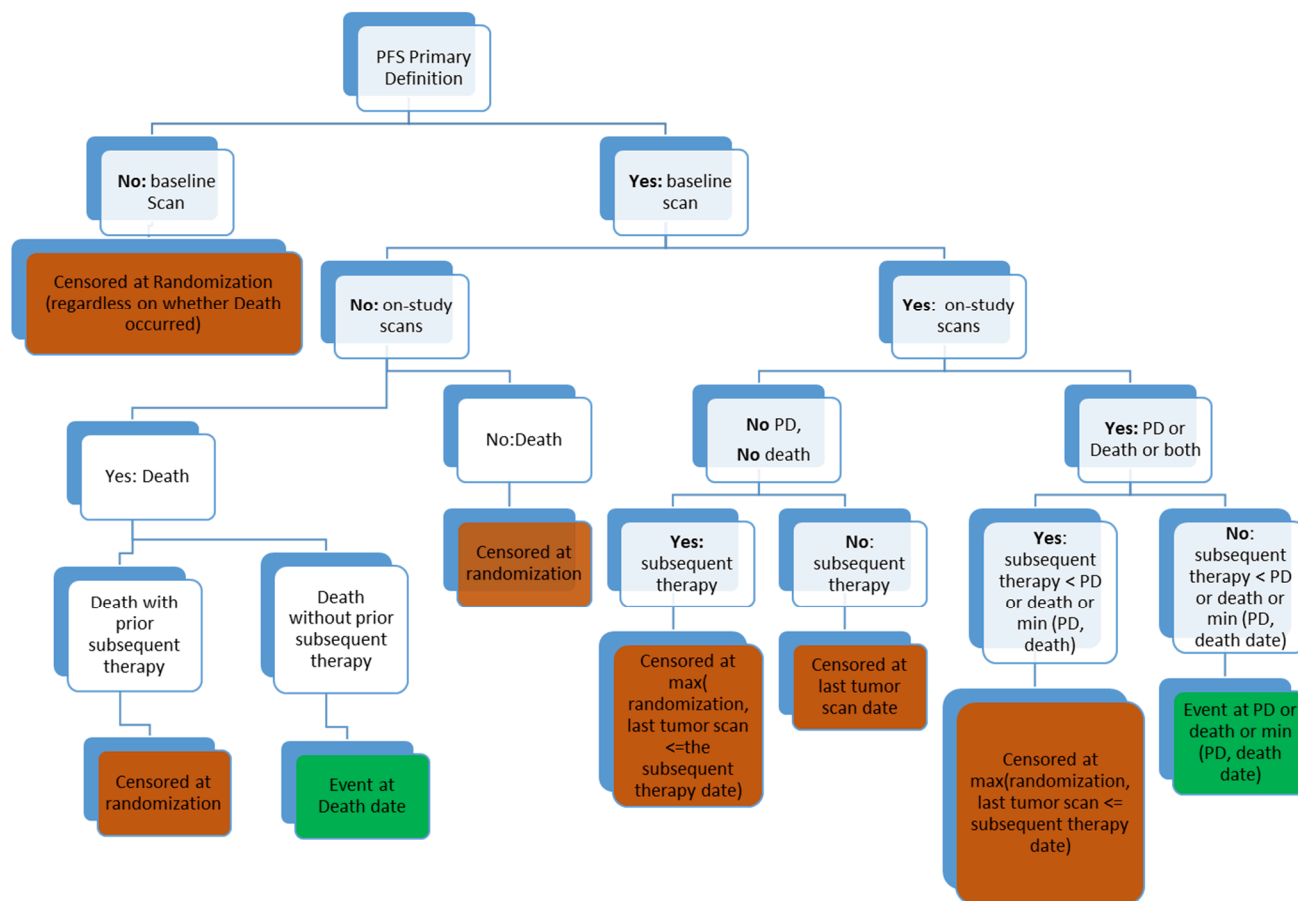 PFS Primary
Definition
No: baseline
Scan
Yes: baseline
scan
Censored at Randomization
(regardless on whether Death
occurred)
No: on-study
scans
Yes: on-study
scans
Yes: Death
No:Death
No PD,
No death
Yes: PD or
Death or both
Death with
prior
subsequent
therapy
Death
without prior
subsequent
therapy
Censored at
randomization
Yes:
subsequent
therapy
No:
subsequent
therapy
Yes:
subsequent
therapy < PD
or death or
min (PD,
death)
No:
subsequent
therapy < PD
or death or
min (PD,
death date)
Censored at
randomization
Event at
Death date
Censored at
max(
randomization,
last tumor scan
<=the
subsequent
therapy date)
Censored at
last tumor
scan date
Censored at
max(randomization,
last tumor scan <=
subsequent therapy
date)
Event at PD or
death or min
(PD, death
date)